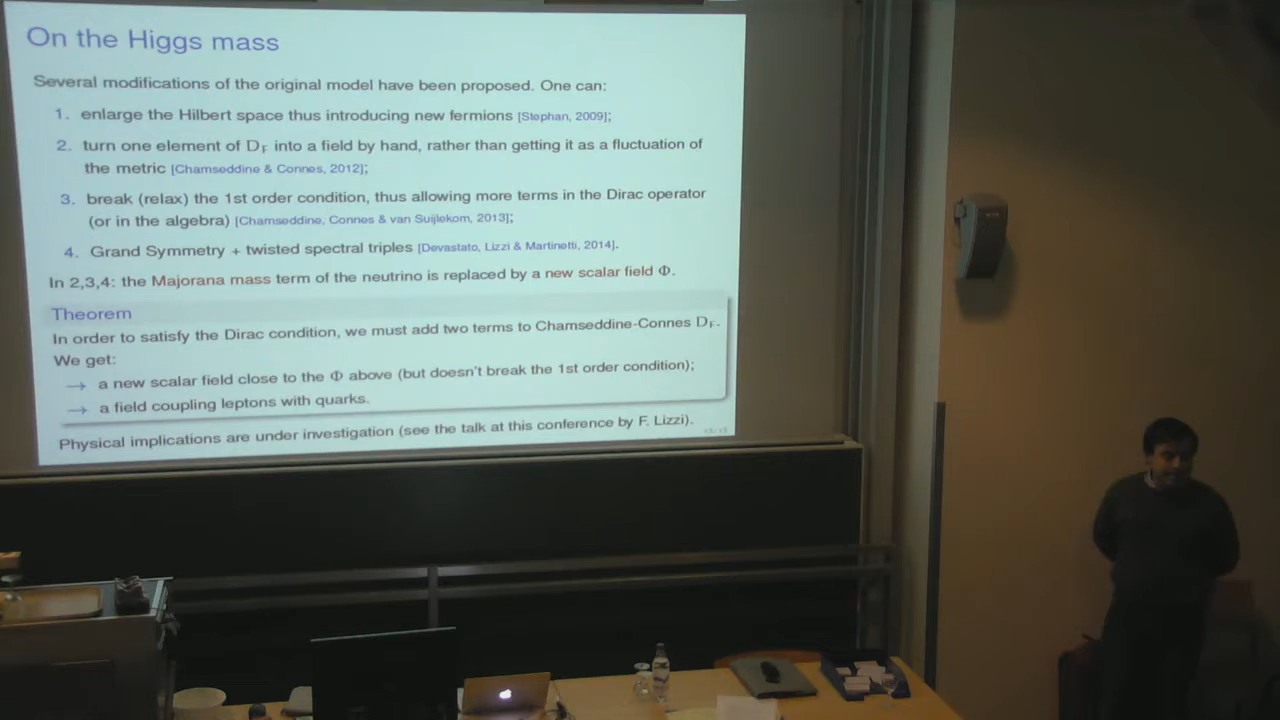 On the Higgs mass
Several modifications of the original model have been proposed. One can:
1. enlarge the Hilbert space thus introducing new fermions [Stephan, 2009];
2. turn one element of D_F into a field by hand, rather than getting it as a fluctuation of
the metric [Chamseddine & Connes, 2012];
3. break (relax) the 1st order condition, thus allowing more terms in the Dirac operator
(or in the algebra) [Chamseddine, Connes & van Suijlekom, 2013];
4. Grand Symmetry + twisted spectral triples [Devastato, Lizzi & Martinetti, 2014].
In 2,3,4: the Majorana mass term of the neutrino is replaced by a new scalar field Φ.
Theorem
In order to satisfy the Dirac condition, we must add two terms to Chamseddine-Connes D_F.
We get:
→ a new scalar field close to the Φ above (but doesn't break the 1st order condition);
→ a field coupling leptons with quarks.
Physical implications are under investigation (see the talk at this conference by F. Lizzi).